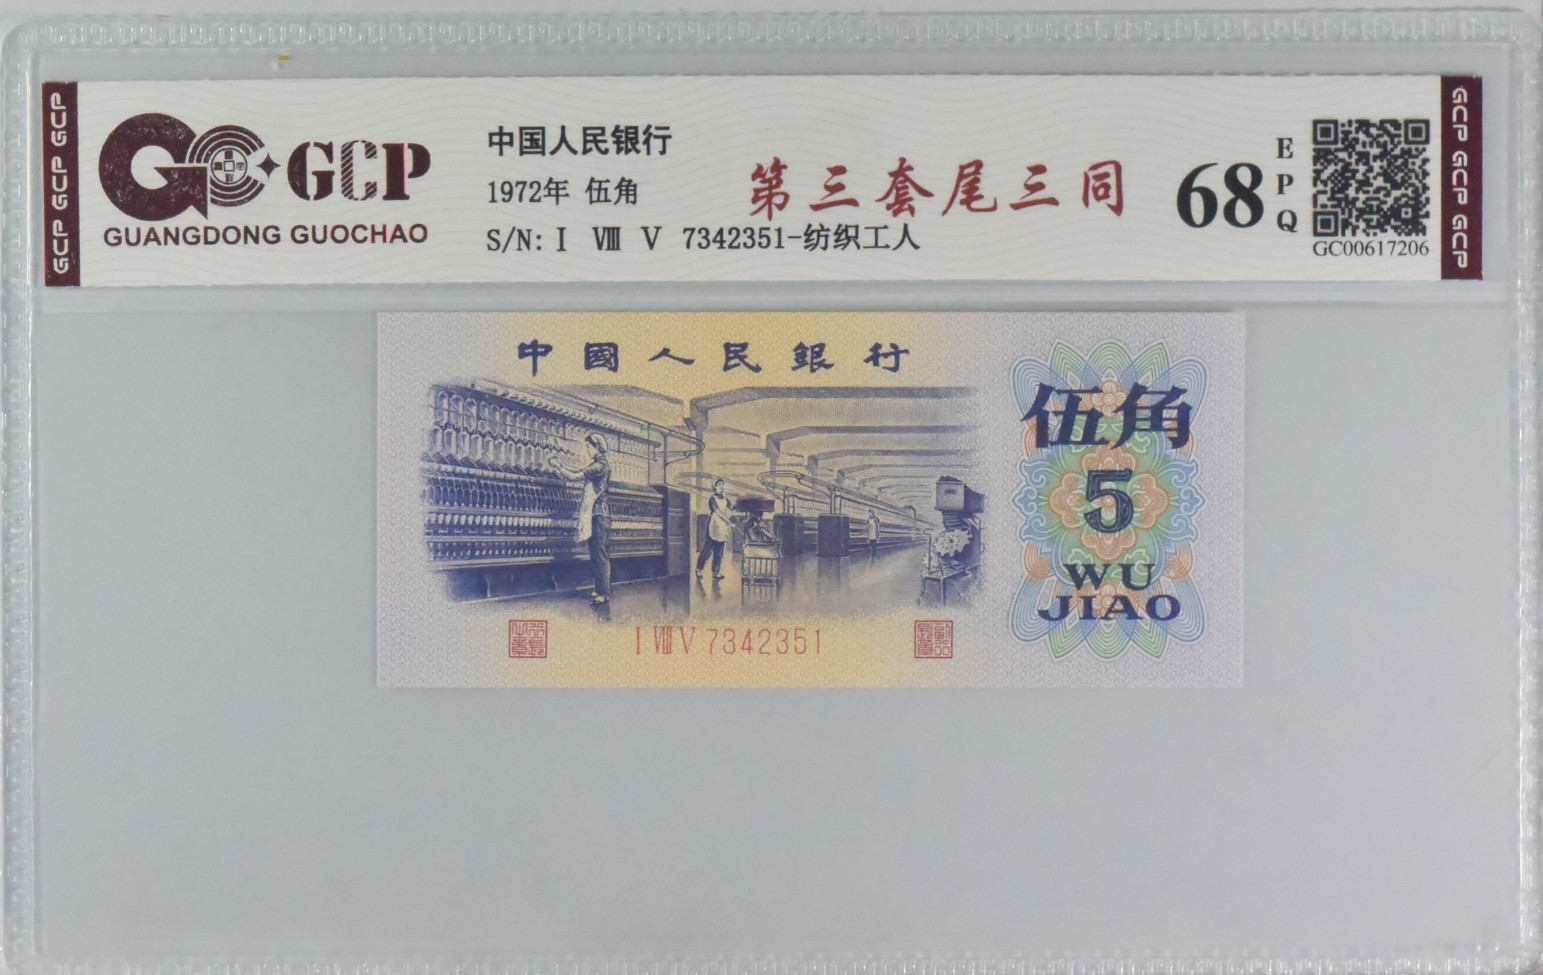 GCP GCP GCP
GCP
GUANGDONG GUOCHAO
中国人民银行
1972年 伍角
S/N: I VIII V 7342351-纺织工人
第三套尾三同
68
EPQ
GC00617206
GCP GCP GCP
中國人民銀行
伍角
5
WU
JIAO
I VIII V 7342351